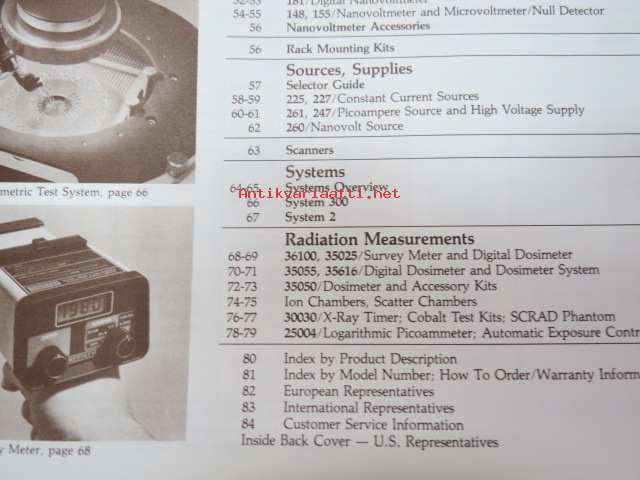 181/Digital Nanovoltmeter
54-55 148, 155/Nanovoltmeter and Microvoltmeter/Null Detector
56 Nanovoltmeter Accessories
56 Rack Mounting Kits
Sources, Supplies
57 Selector Guide
58-59 225, 227/Constant Current Sources
60-61 261, 247/Picoampere Source and High Voltage Supply
62 260/Nanovolt Source
63 Scanners
Systems
64-65 Systems Overview
Antikvariaatti.net
66 System 300
67 System 2
Radiation Measurements
68-69 36100, 35025/Survey Meter and Digital Dosimeter
70-71 35055, 35616/Digital Dosimeter and Dosimeter System
72-73 35050/Dosimeter and Accessory Kits
74-75 Ion Chambers, Scatter Chambers
76-77 30030/X-Ray Timer; Cobalt Test Kits; SCRAD Phantom
78-79 25004/Logarithmic Picoammeter; Automatic Exposure Contr
80 Index by Product Description
81 Index by Model Number; How To Order/Warranty Inform
82 European Representatives
83 International Representatives
84 Customer Service Information
Inside Back Cover — U.S. Representatives
metric Test System, page 66
1980
y Meter, page 68